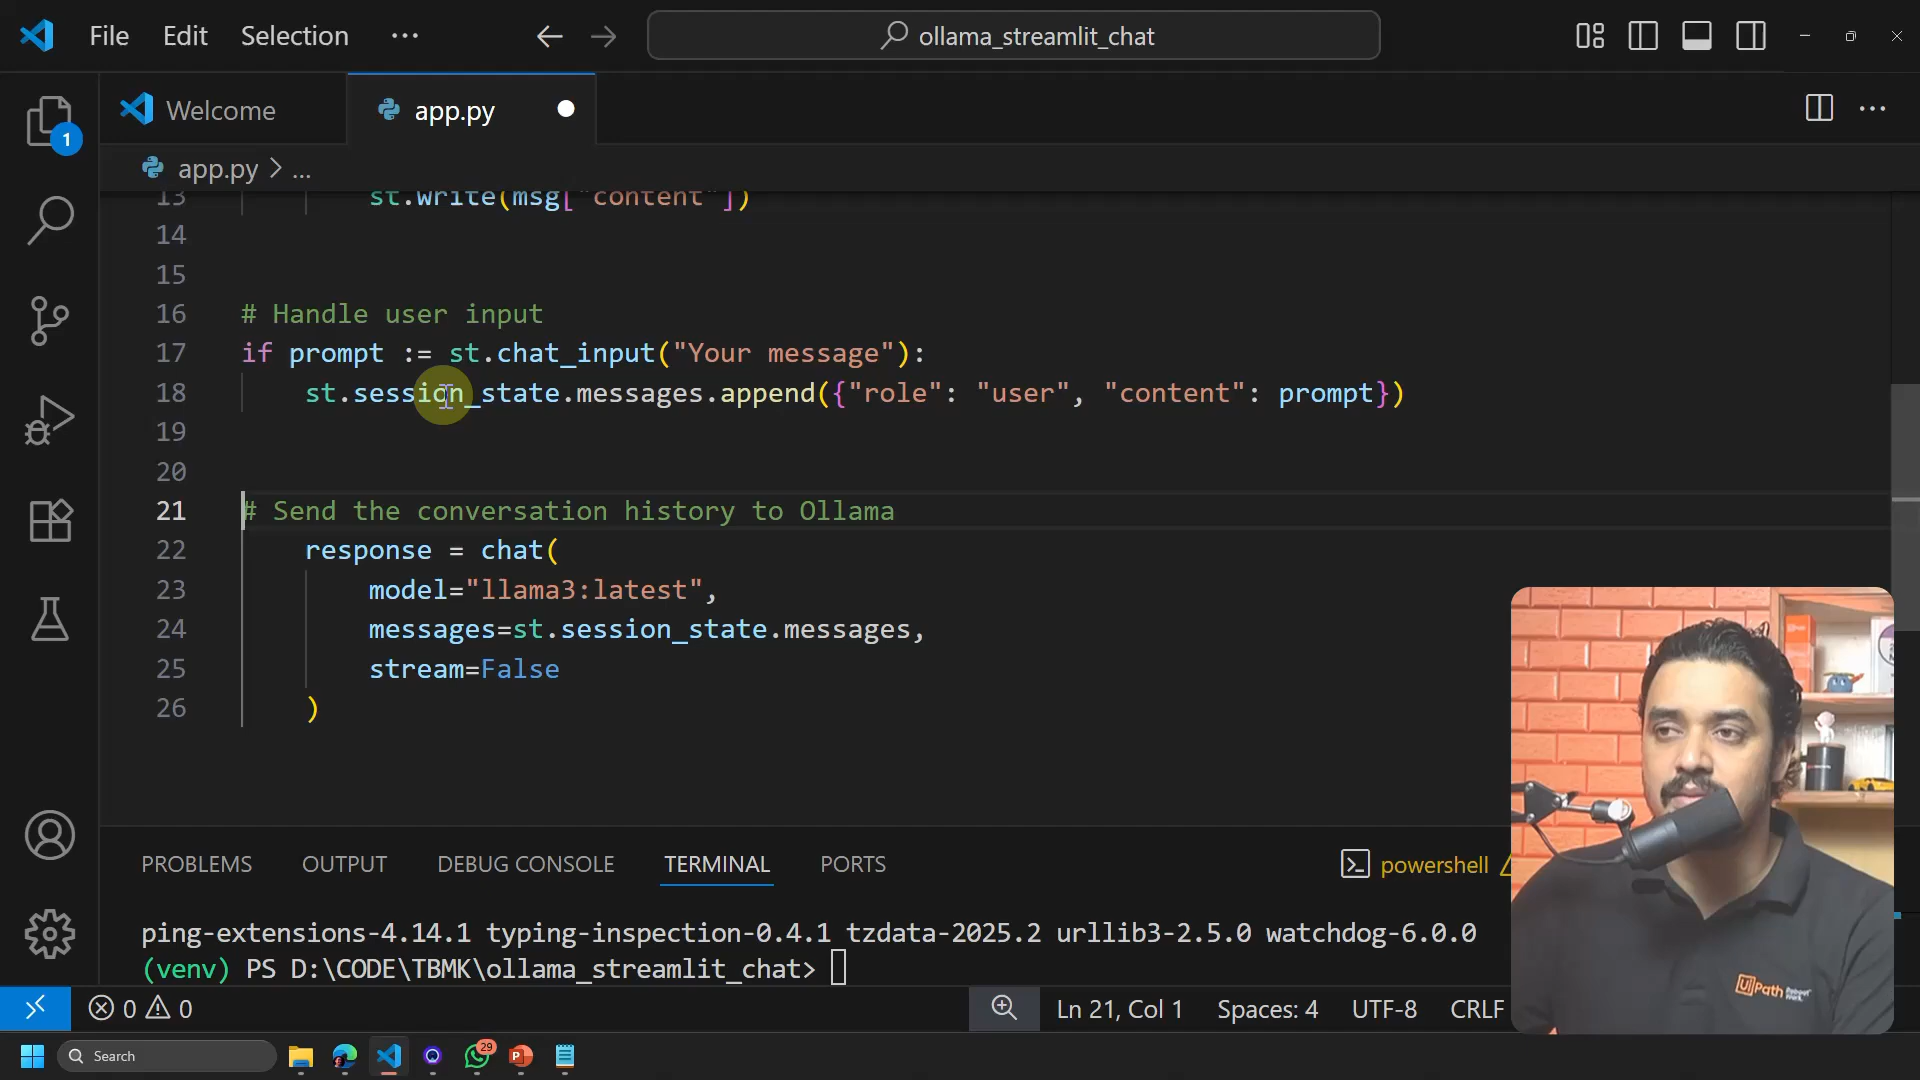 File Edit Selection ···
ollama_streamlit_chat
1
Welcome
app.py
app.py > ...
13 st.write(msg["content"])
14
15
16 # Handle user input
17 if prompt := st.chat_input("Your message"):
18 st.session_state.messages.append({"role": "user", "content": prompt})
19
20
21 # Send the conversation history to Ollama
22 response = chat(
23 model="llama3:latest",
24 messages=st.session_state.messages,
25 stream=False
26 )
PROBLEMS OUTPUT DEBUG CONSOLE TERMINAL PORTS
powershell
ping-extensions-4.14.1 typing-inspection-0.4.1 tzdata-2025.2 urllib3-2.5.0 watchdog-6.0.0
(venv) PS D:\CODE\TBMK\ollama_streamlit_chat>
UiPath
0 0
Ln 21, Col 1 Spaces: 4 UTF-8 CRLF
Search
29